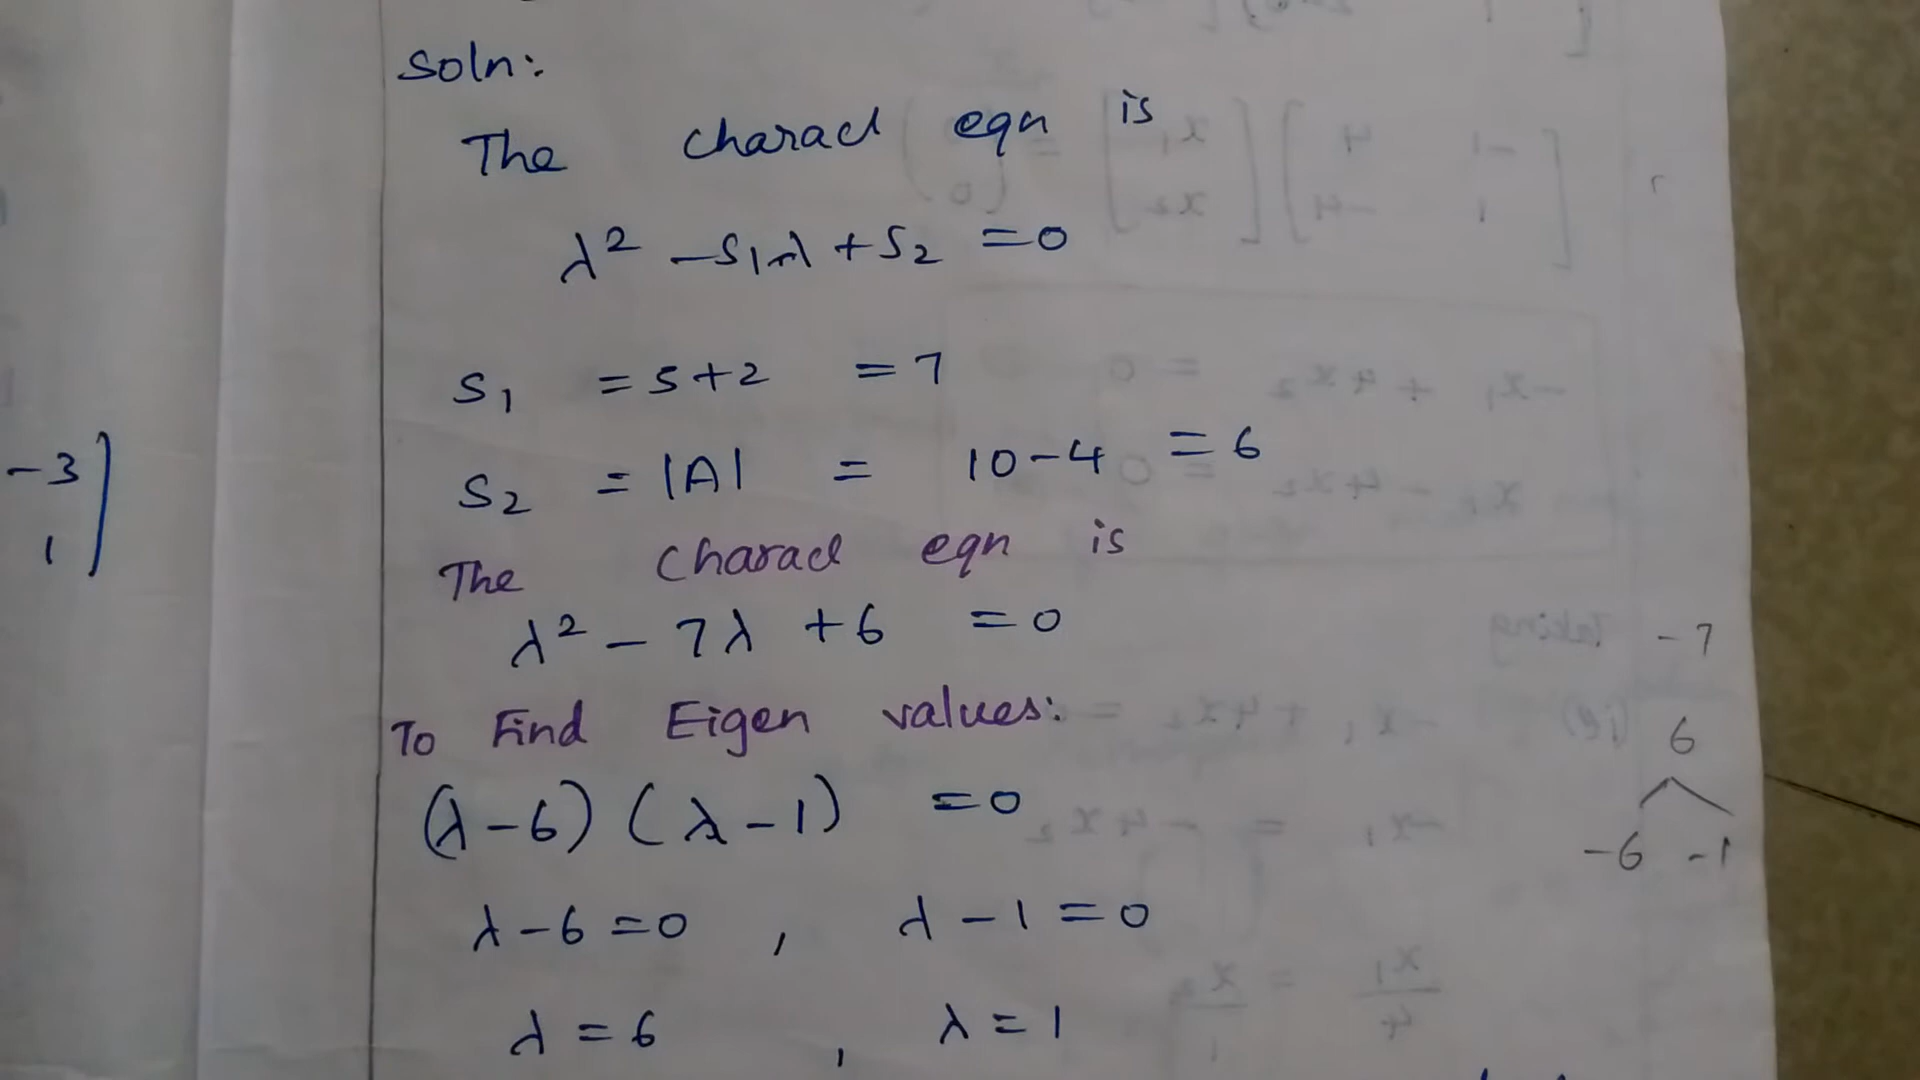 Soln:
The charact eqn is
λ² - S₁λ + S₂ = 0
S₁ = 5+2 = 7
S₂ = |A| = 10-4 = 6
The charact eqn is
λ² - 7λ + 6 = 0
To Find Eigen values:
(λ-6) (λ-1) = 0
λ-6=0 , λ-1=0
λ = 6 , λ = 1
-3
1
-7
6
-6 -1